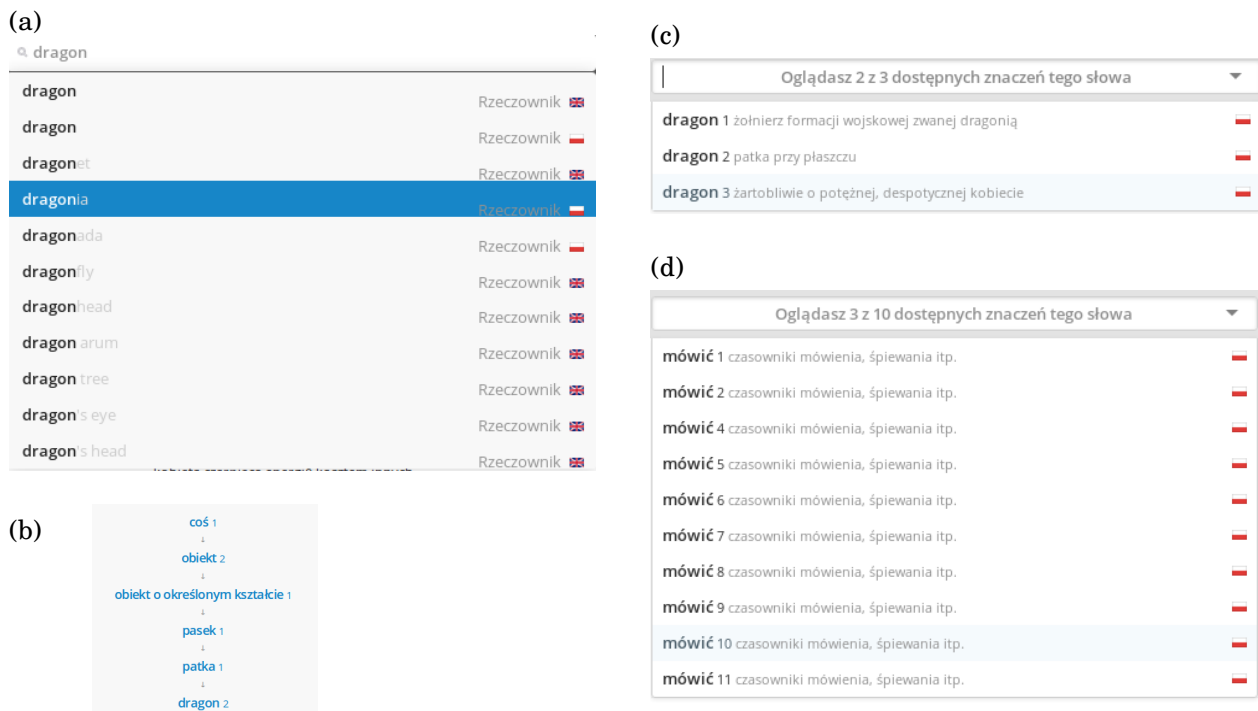 (a)
dragon
dragon
Rzeczownik
dragon
Rzeczownik
dragonet
Rzeczownik
dragonia
Rzeczownik
dragonada
Rzeczownik
dragonfly
Rzeczownik
dragonhead
Rzeczownik
dragon arum
Rzeczownik
dragon tree
Rzeczownik
dragon's eye
Rzeczownik
dragon's head
Rzeczownik
(b)
coś 1
↓
obiekt 2
↓
obiekt o określonym kształcie 1
↓
pasek 1
↓
patka 1
↓
dragon 2
(c)
Oglądasz 2 z 3 dostępnych znaczeń tego słowa
dragon 1 żołnierz formacji wojskowej zwanej dragonią
dragon 2 patka przy płaszczu
dragon 3 żartobliwie o potężnej, despotycznej kobiecie
(d)
Oglądasz 3 z 10 dostępnych znaczeń tego słowa
mówić 1 czasowniki mówienia, śpiewania itp.
mówić 2 czasowniki mówienia, śpiewania itp.
mówić 4 czasowniki mówienia, śpiewania itp.
mówić 5 czasowniki mówienia, śpiewania itp.
mówić 6 czasowniki mówienia, śpiewania itp.
mówić 7 czasowniki mówienia, śpiewania itp.
mówić 8 czasowniki mówienia, śpiewania itp.
mówić 9 czasowniki mówienia, śpiewania itp.
mówić 10 czasowniki mówienia, śpiewania itp.
mówić 11 czasowniki mówienia, śpiewania itp.